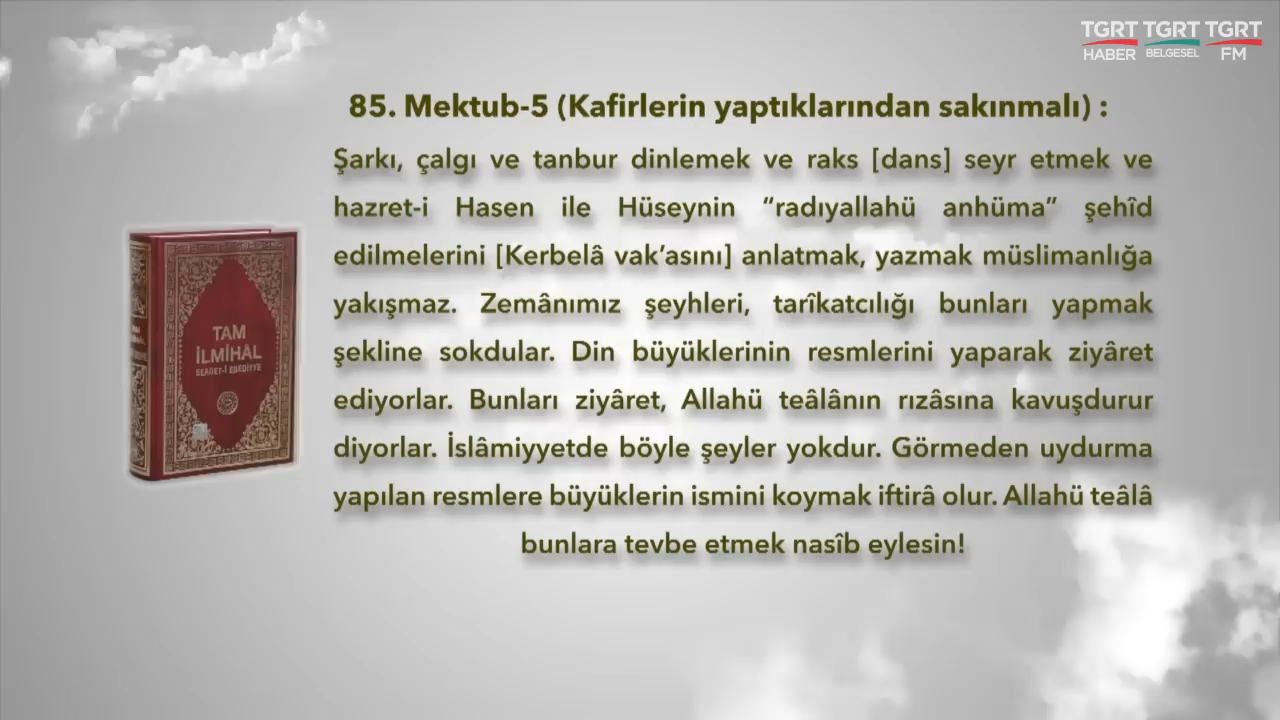 TGRT TGRT TGRT
HABER BELGESEL FM
85. Mektub-5 (Kafirlerin yaptıklarından sakınmalı) :
Şarkı, çalgı ve tanbur dinlemek ve raks [dans] seyr etmek ve
hazret-i Hasen ile Hüseynin “radıyallahü anhüma” şehîd
edilmelerini [Kerbelâ vak’asını] anlatmak, yazmak müslimanlığa
yakışmaz. Zemânımız şeyhleri, tarîkatcılığı bunları yapmak
şekline sokdular. Din büyüklerinin resmlerini yaparak ziyâret
ediyorlar. Bunları ziyâret, Allahü teâlânın rızâsına kavuşdurur
diyorlar. İslâmiyyetde böyle şeyler yokdur. Görmeden uydurma
yapılan resmlere büyüklerin ismini koymak iftirâ olur. Allahü teâlâ
bunlara tevbe etmek nasîb eylesin!
TAM
İLMİHÂL
SEÂDET-İ EBEDİYYE